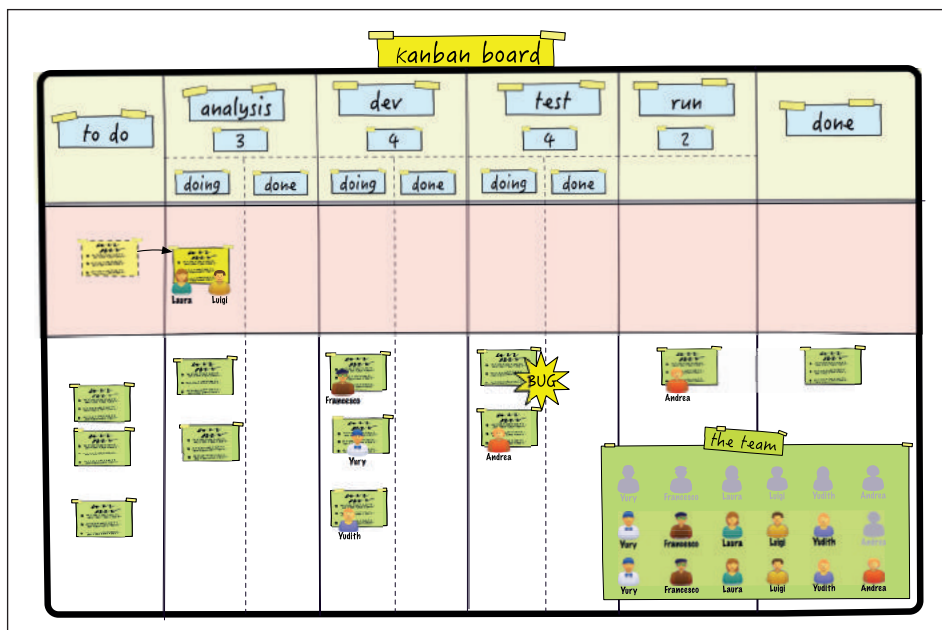 kanban board
to do
analysis
dev
test
run
done
3
4
4
2
doing
done
doing
done
doing
done
Laura
Luigi
BUG
Francesco
Andrea
Yury
Andrea
Yudith
the team
Yury Francesco Laura Luigi Yudith Andrea
Yury Francesco Laura Luigi Yudith Andrea
Yury Francesco Laura Luigi Yudith Andrea